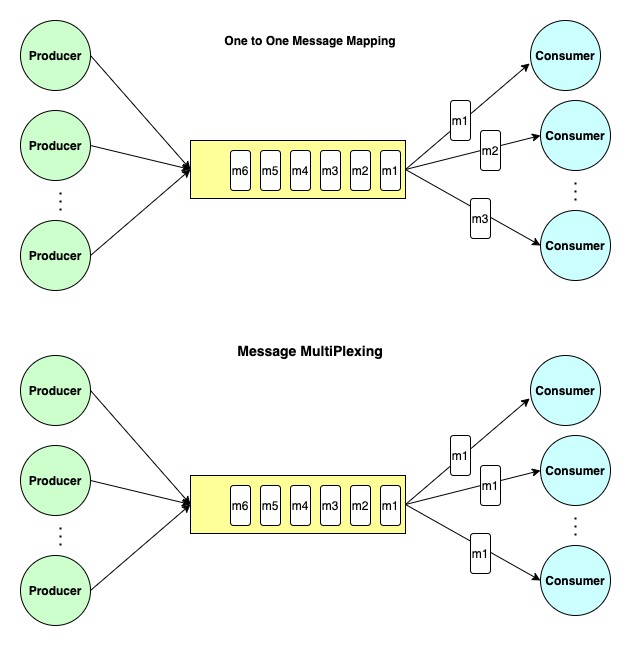 One to One Message Mapping
Producer
Producer
Producer
m6 m5 m4 m3 m2 m1
m1
m2
m3
Consumer
Consumer
Consumer
Message MultiPlexing
Producer
Producer
Producer
m6 m5 m4 m3 m2 m1
m1
m1
m1
Consumer
Consumer
Consumer